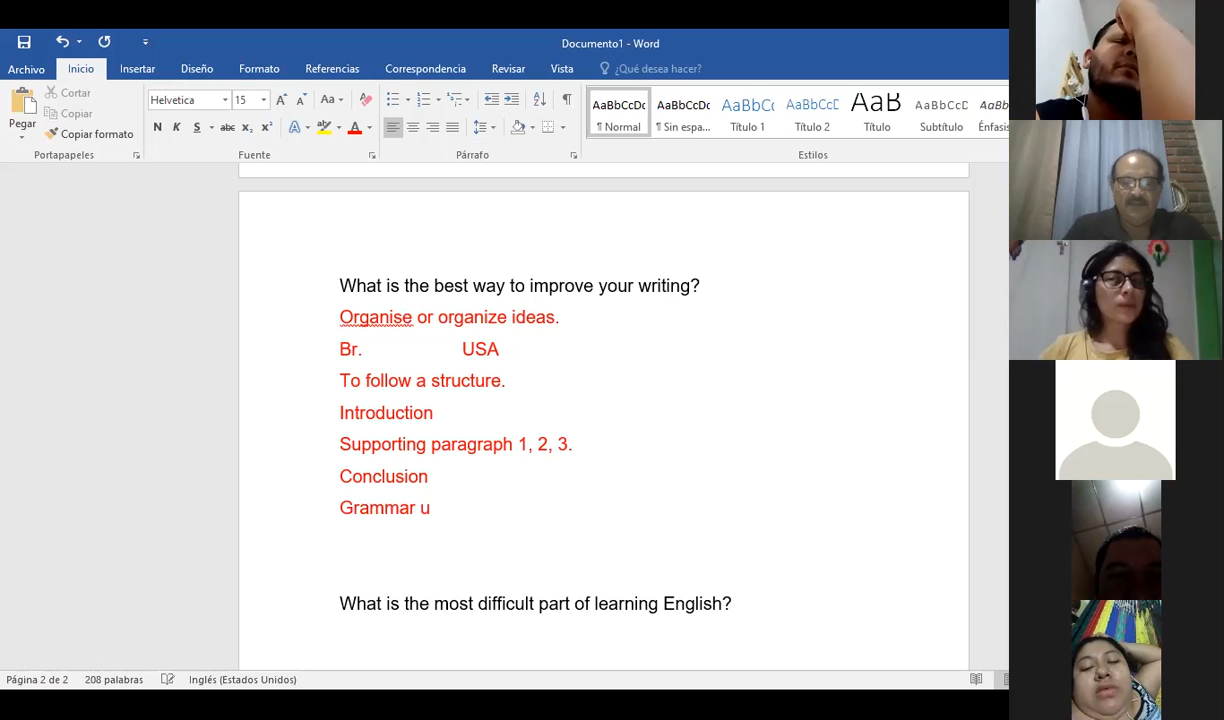 Documento1 - Word
Archivo Inicio Insertar Diseño Formato Referencias Correspondencia Revisar Vista ¿Qué desea hacer?
Pegar
Cortar
Copiar
Copiar formato
Portapapeles
Helvetica 15
N K S abc x₂ x²
Fuente
Párrafo
AaBbCcDc AaBbCcDc AaBbCc AaBbCcD AaB AaBbCcD
¶ Normal ¶ Sin espa... Título 1 Título 2 Título Subtítulo Énfasis
Estilos
What is the best way to improve your writing?
Organise or organize ideas.
Br. USA
To follow a structure.
Introduction
Supporting paragraph 1, 2, 3.
Conclusion
Grammar u
What is the most difficult part of learning English?
Página 2 de 2 208 palabras Inglés (Estados Unidos)